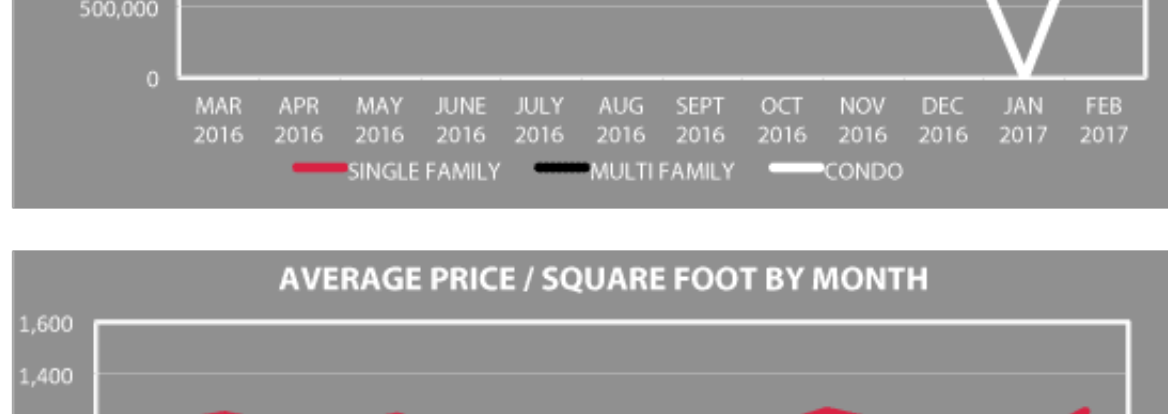 500,000
0
MAR APR MAY JUNE JULY AUG SEPT OCT NOV DEC JAN FEB
2016 2016 2016 2016 2016 2016 2016 2016 2016 2016 2017 2017
SINGLE FAMILY MULTI FAMILY CONDO
AVERAGE PRICE / SQUARE FOOT BY MONTH
1,600
1,400